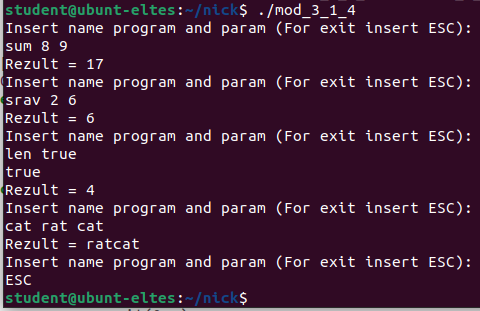 student@ubunt-eltes:~/nick$ ./mod_3_1_4
Insert name program and param (For exit insert ESC):
sum 8 9
Rezult = 17
Insert name program and param (For exit insert ESC):
srav 2 6
Rezult = 6
Insert name program and param (For exit insert ESC):
len true
true
Rezult = 4
Insert name program and param (For exit insert ESC):
cat rat cat
Rezult = ratcat
Insert name program and param (For exit insert ESC):
ESC
student@ubunt-eltes:~/nick$